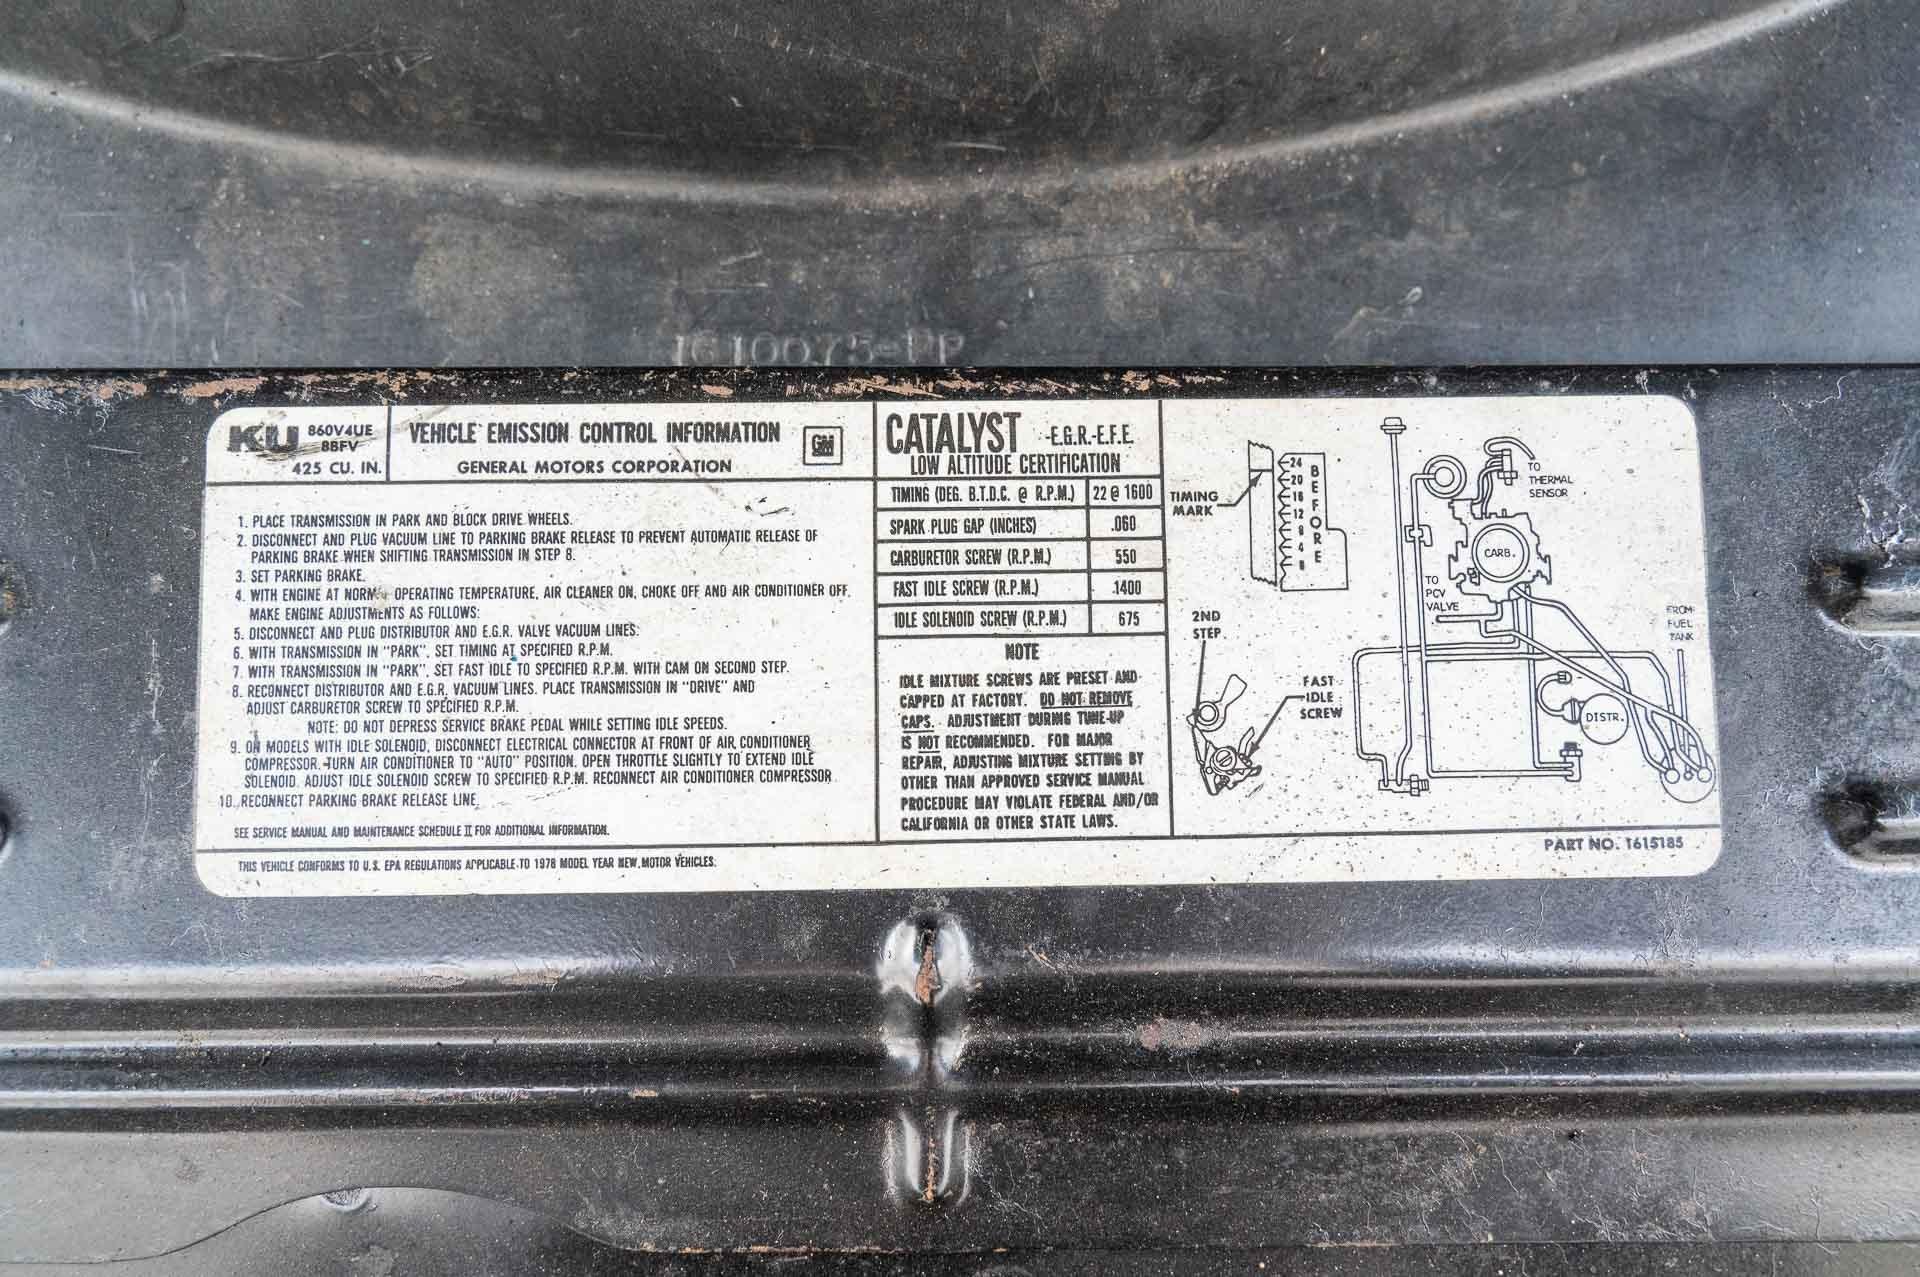 KU 860V4UE
8BFV
425 CU. IN.
VEHICLE EMISSION CONTROL INFORMATION
GENERAL MOTORS CORPORATION
GM
1. PLACE TRANSMISSION IN PARK AND BLOCK DRIVE WHEELS.
2. DISCONNECT AND PLUG VACUUM LINE TO PARKING BRAKE RELEASE TO PREVENT AUTOMATIC RELEASE OF
PARKING BRAKE WHEN SHIFTING TRANSMISSION IN STEP 8.
3. SET PARKING BRAKE.
4. WITH ENGINE AT NORMAL OPERATING TEMPERATURE, AIR CLEANER ON, CHOKE OFF AND AIR CONDITIONER OFF,
MAKE ENGINE ADJUSTMENTS AS FOLLOWS:
5. DISCONNECT AND PLUG DISTRIBUTOR AND E.G.R. VALVE VACUUM LINES.
6. WITH TRANSMISSION IN "PARK", SET TIMING AT SPECIFIED R.P.M.
7. WITH TRANSMISSION IN "PARK", SET FAST IDLE TO SPECIFIED R.P.M. WITH CAM ON SECOND STEP.
8. RECONNECT DISTRIBUTOR AND E.G.R. VACUUM LINES. PLACE TRANSMISSION IN "DRIVE" AND
ADJUST CARBURETOR SCREW TO SPECIFIED R.P.M.
NOTE: DO NOT DEPRESS SERVICE BRAKE PEDAL WHILE SETTING IDLE SPEEDS.
9. ON MODELS WITH IDLE SOLENOID, DISCONNECT ELECTRICAL CONNECTOR AT FRONT OF AIR CONDITIONER
COMPRESSOR. TURN AIR CONDITIONER TO "AUTO" POSITION. OPEN THROTTLE SLIGHTLY TO EXTEND IDLE
SOLENOID. ADJUST IDLE SOLENOID SCREW TO SPECIFIED R.P.M. RECONNECT AIR CONDITIONER COMPRESSOR
10. RECONNECT PARKING BRAKE RELEASE LINE.
SEE SERVICE MANUAL AND MAINTENANCE SCHEDULE II FOR ADDITIONAL INFORMATION.
THIS VEHICLE CONFORMS TO U.S. EPA REGULATIONS APPLICABLE TO 1978 MODEL YEAR NEW MOTOR VEHICLES.
CATALYST -E.G.R.-E.F.E.
LOW ALTITUDE CERTIFICATION
TIMING (DEG. B.T.D.C. @ R.P.M.) 22 @ 1600
SPARK PLUG GAP (INCHES) .060
CARBURETOR SCREW (R.P.M.) 550
FAST IDLE SCREW (R.P.M.) 1400
IDLE SOLENOID SCREW (R.P.M.) 675
NOTE
IDLE MIXTURE SCREWS ARE PRESET AND
CAPPED AT FACTORY. DO NOT REMOVE
CAPS. ADJUSTMENT DURING TUNE-UP
IS NOT RECOMMENDED. FOR MAJOR
REPAIR, ADJUSTING MIXTURE SETTING BY
OTHER THAN APPROVED SERVICE MANUAL
PROCEDURE MAY VIOLATE FEDERAL AND/OR
CALIFORNIA OR OTHER STATE LAWS.
TIMING
MARK
24
20
16
12
8
4
0
BEFORE
2ND
STEP
FAST
IDLE
SCREW
TO
THERMAL
SENSOR
CARB.
TO
PCV
VALVE
FROM
FUEL
TANK
DISTR.
PART NO. 1615185